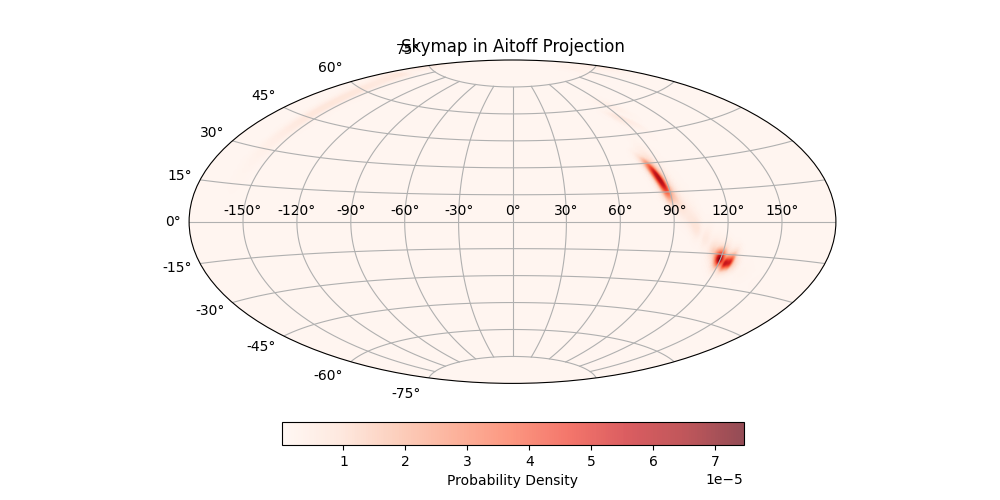 Skymap in Aitoff Projection
75°
60°
45°
30°
15°
0°
-15°
-30°
-45°
-60°
-75°
-150° -120° -90° -60° -30° 0° 30° 60° 90° 120° 150°
1 2 3 4 5 6 7
1e−5
Probability Density